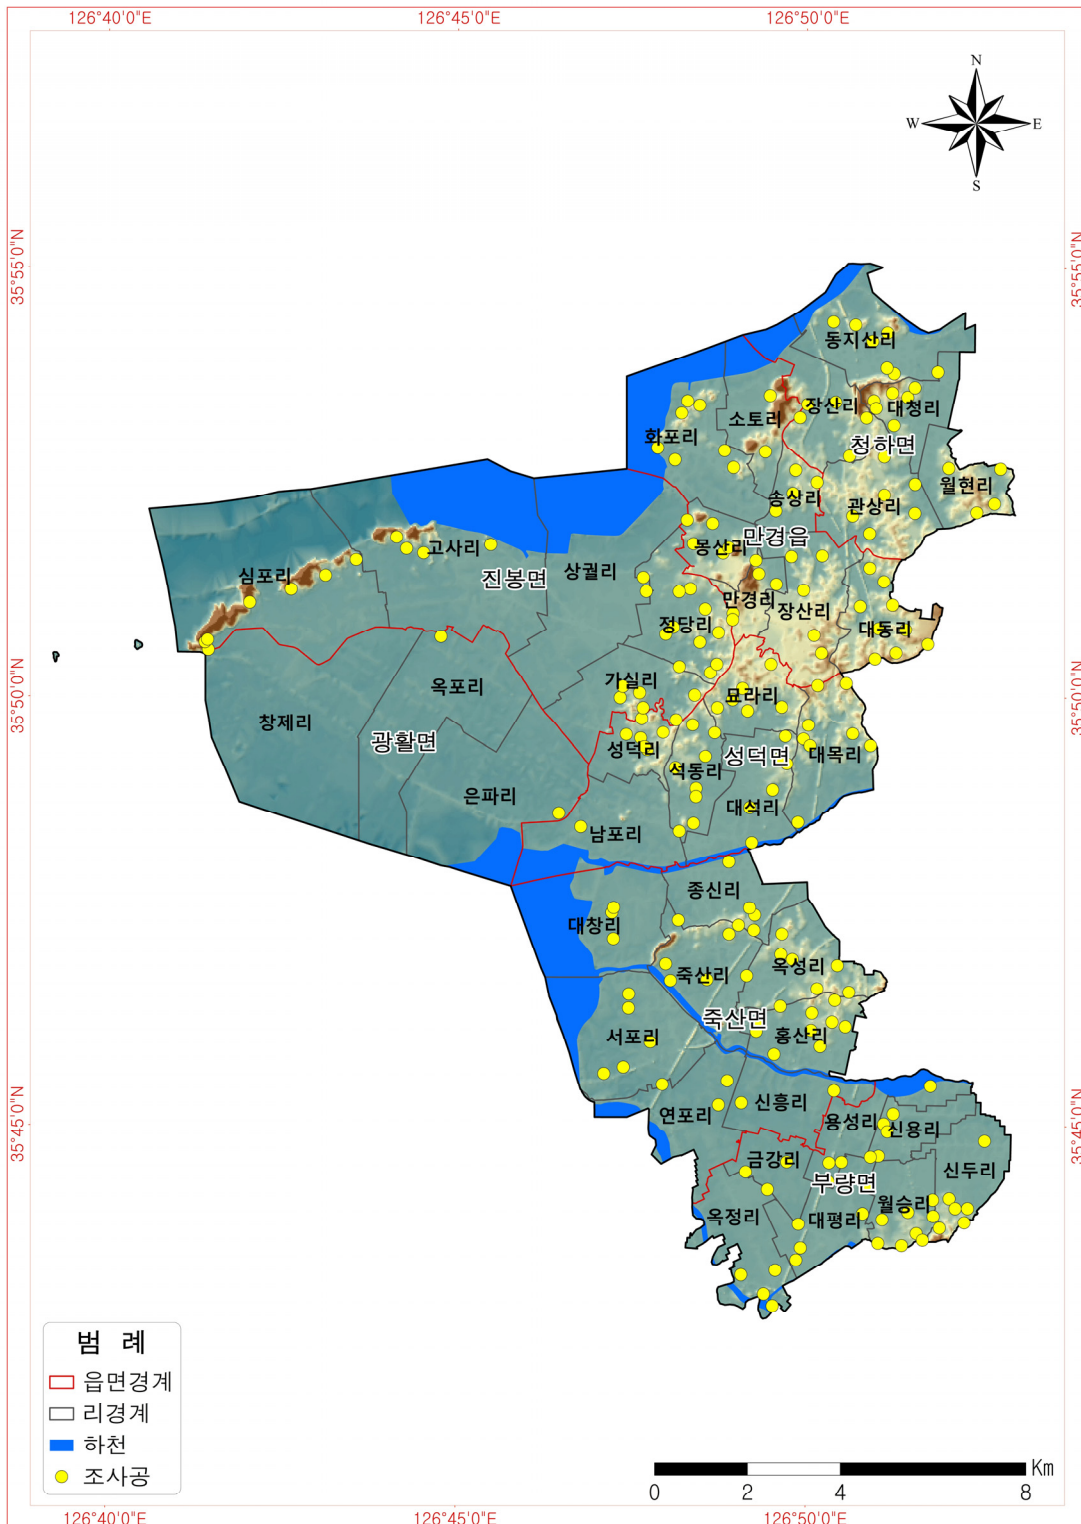 126°40'0"E 126°45'0"E 126°50'0"E
N
W E
S
35°55'0"N 35°55'0"N
동지산리
장산리 대청리
소토리
화포리 청하면
월현리
송상리 관상리
만경읍
몽산리
고사리
상궐리
심포리 진봉면
만경리
장산리
정당리 대동리
가실리
옥포리 묘라리
35°50'0"N 35°50'0"N
창제리
광활면 성덕리 성덕면 대목리
석동리
은파리 대석리
남포리
종신리
대창리
죽산리 옥성리
죽산면
서포리 홍산리
신흥리
연포리 용성리 신용리
35°45'0"N 35°45'0"N
금강리 신두리
부량면
월승리
옥정리 대평리
범 례
읍면경계
리경계
하천
조사공
Km
0 2 4 8
126°40'0"E 126°45'0"E 126°50'0"E